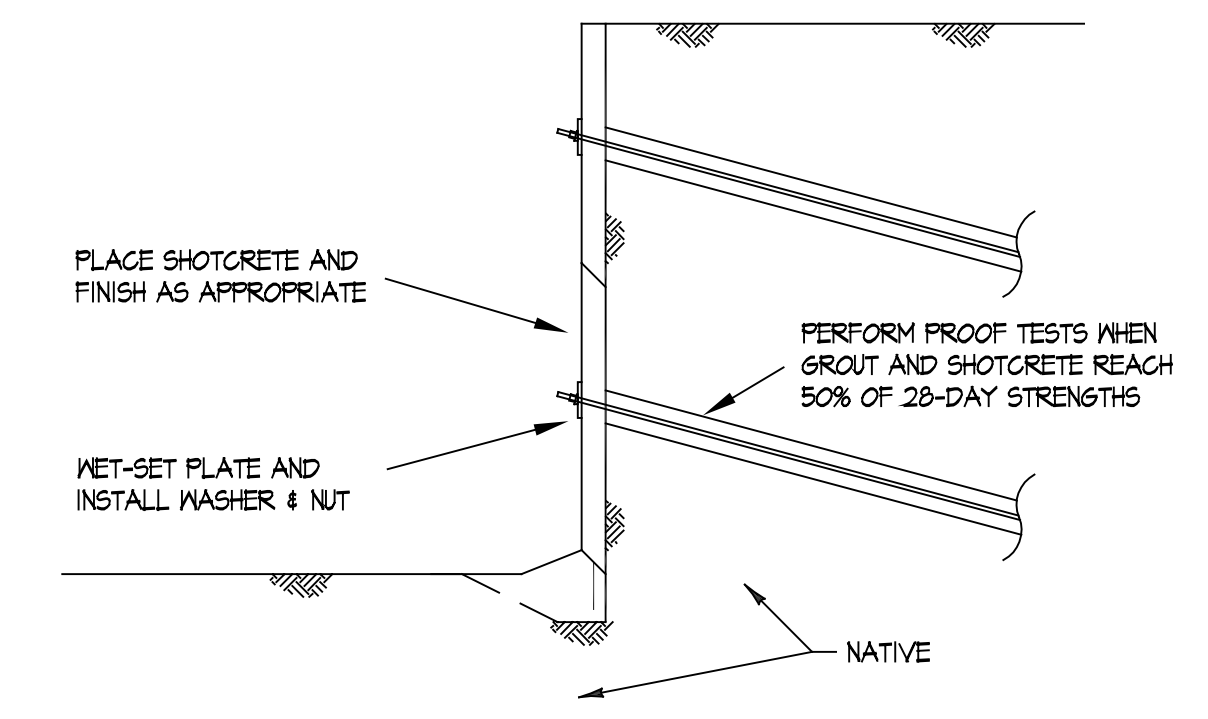 PLACE SHOTCRETE AND
FINISH AS APPROPRIATE
PERFORM PROOF TESTS WHEN
GROUT AND SHOTCRETE REACH
50% OF 28-DAY STRENGTHS
WET-SET PLATE AND
INSTALL WASHER & NUT
NATIVE